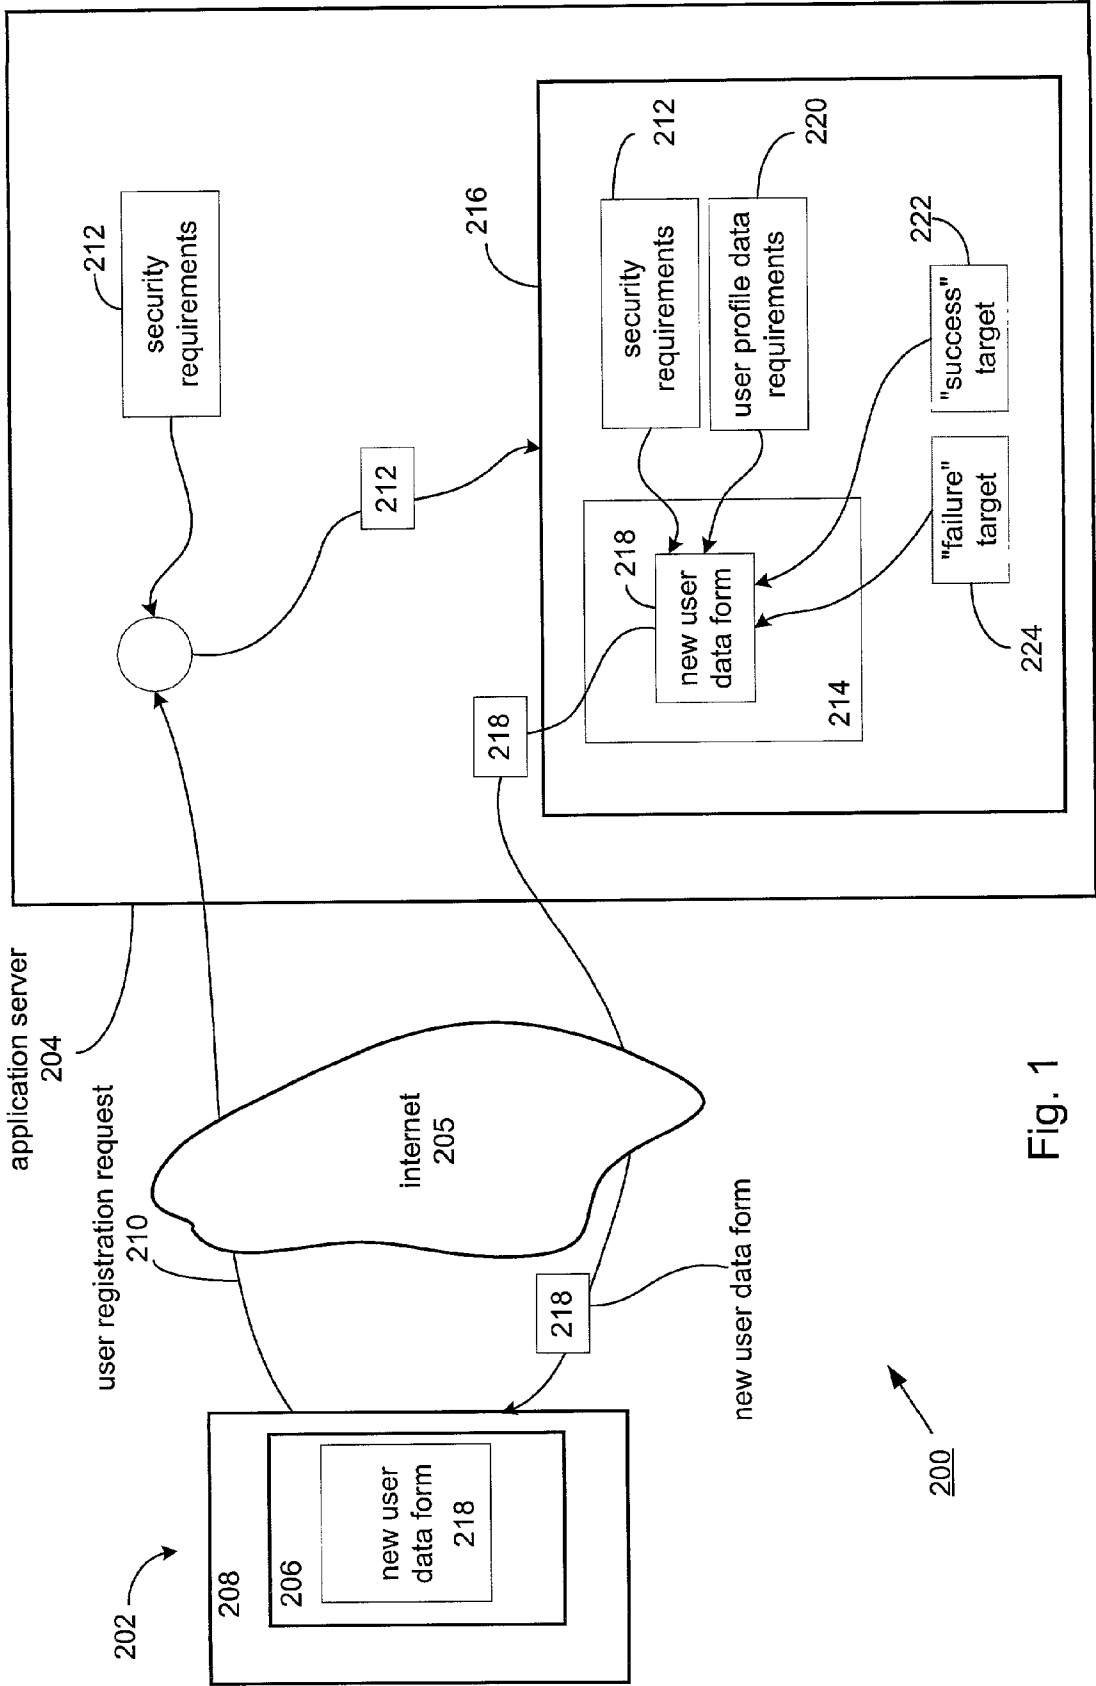 202
208
206
new user
data form
218
user registration request
210
218
new user data form
internet
205
application server
204
212
security
requirements
212
216
218
214
218
new user
data form
security
requirements
212
user profile data
requirements
220
"success"
target
222
"failure"
target
224
200
Fig. 1